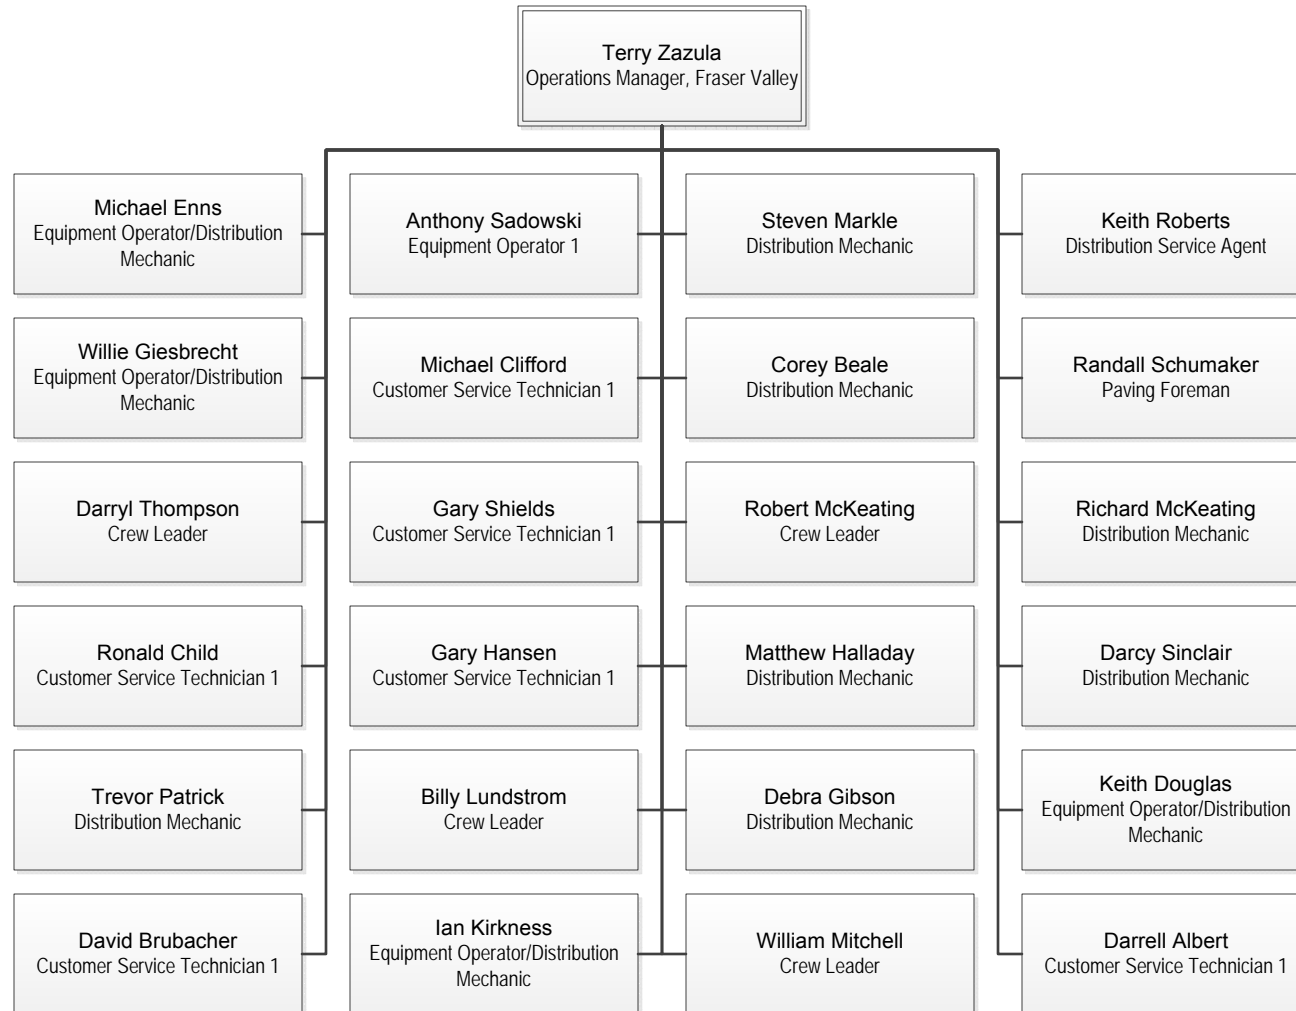 Terry Zazula
Operations Manager, Fraser Valley
Michael Enns
Equipment Operator/Distribution
Mechanic
Anthony Sadowski
Equipment Operator 1
Steven Markle
Distribution Mechanic
Keith Roberts
Distribution Service Agent
Willie Giesbrecht
Equipment Operator/Distribution
Mechanic
Michael Clifford
Customer Service Technician 1
Corey Beale
Distribution Mechanic
Randall Schumaker
Paving Foreman
Darryl Thompson
Crew Leader
Gary Shields
Customer Service Technician 1
Robert McKeating
Crew Leader
Richard McKeating
Distribution Mechanic
Ronald Child
Customer Service Technician 1
Gary Hansen
Customer Service Technician 1
Matthew Halladay
Distribution Mechanic
Darcy Sinclair
Distribution Mechanic
Trevor Patrick
Distribution Mechanic
Billy Lundstrom
Crew Leader
Debra Gibson
Distribution Mechanic
Keith Douglas
Equipment Operator/Distribution
Mechanic
David Brubacher
Customer Service Technician 1
Ian Kirkness
Equipment Operator/Distribution
Mechanic
William Mitchell
Crew Leader
Darrell Albert
Customer Service Technician 1